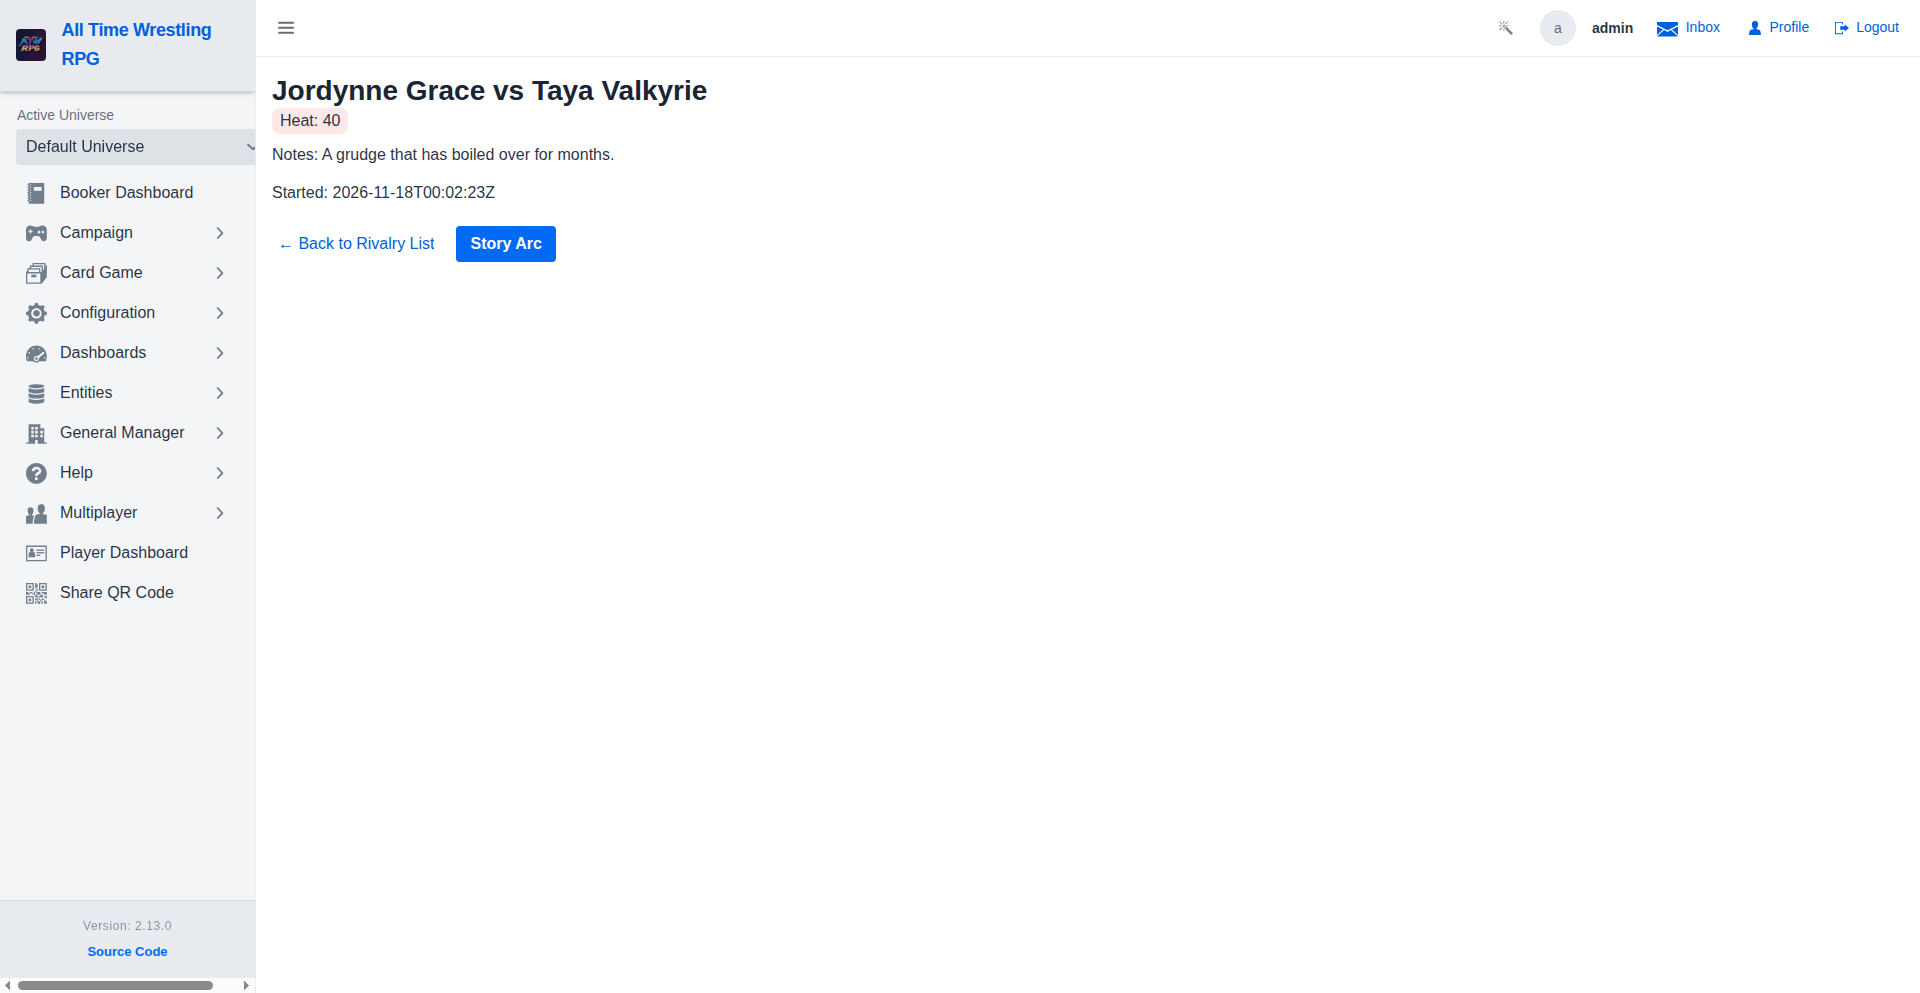 All Time Wrestling
RPG
Active Universe
Default Universe
Booker Dashboard
Campaign
Card Game
Configuration
Dashboards
Entities
General Manager
Help
Multiplayer
Player Dashboard
Share QR Code
Version: 2.13.0
Source Code
a admin Inbox Profile Logout
Jordynne Grace vs Taya Valkyrie
Heat: 40
Notes: A grudge that has boiled over for months.
Started: 2026-11-18T00:02:23Z
← Back to Rivalry List Story Arc